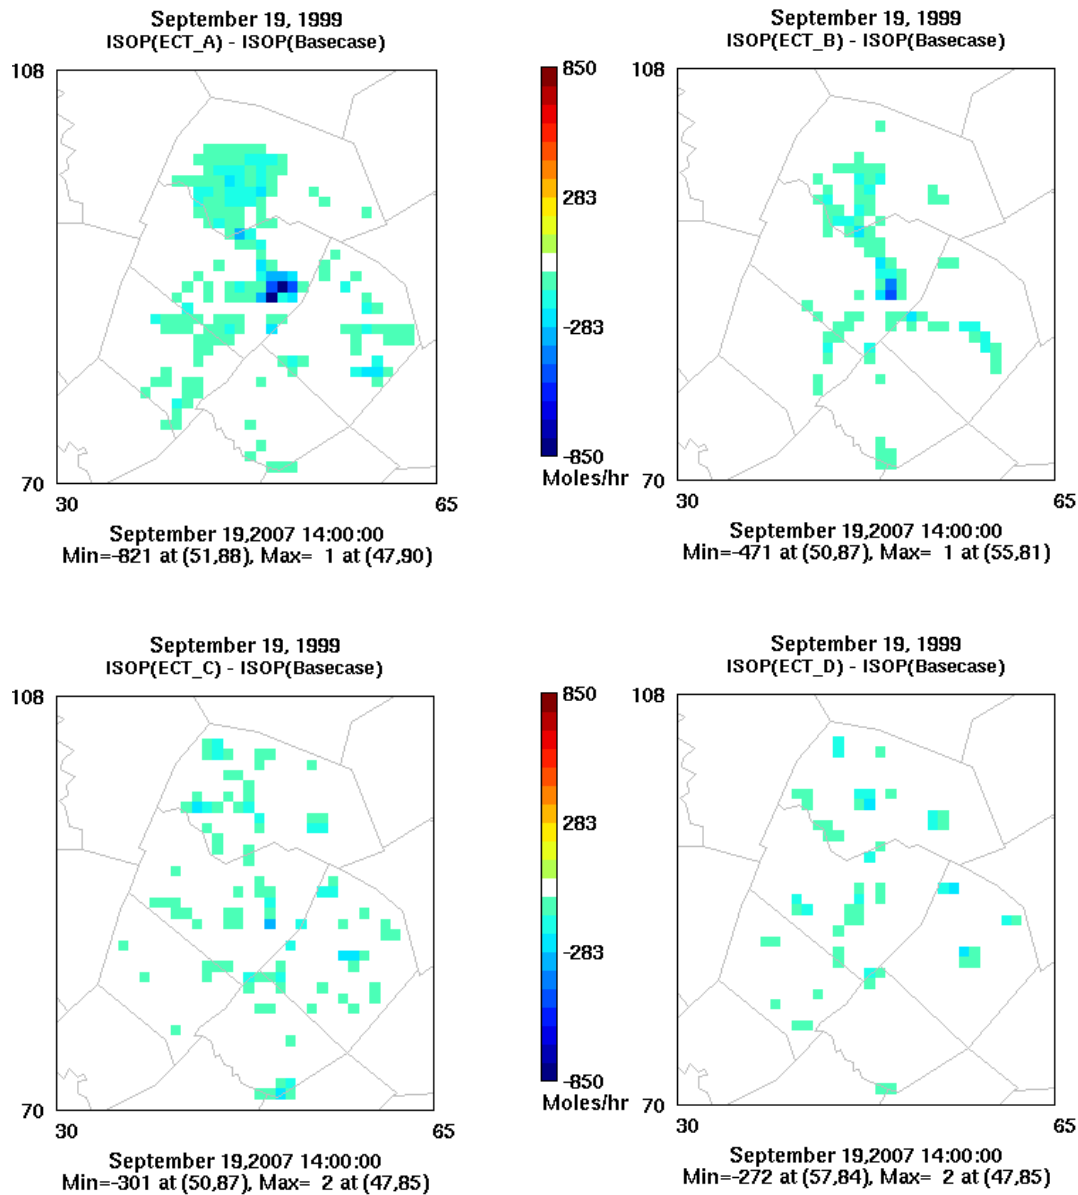 September 19, 1999
ISOP(ECT_A) - ISOP(Basecase)
108
70
30
65
September 19,2007 14:00:00
Min=-821 at (51,88), Max= 1 at (47,90)
850
283
-283
-850
Moles/hr
September 19, 1999
ISOP(ECT_B) - ISOP(Basecase)
108
70
30
65
September 19,2007 14:00:00
Min=-471 at (50,87), Max= 1 at (55,81)
September 19, 1999
ISOP(ECT_C) - ISOP(Basecase)
108
70
30
65
September 19,2007 14:00:00
Min=-301 at (50,87), Max= 2 at (47,85)
850
283
-283
-850
Moles/hr
September 19, 1999
ISOP(ECT_D) - ISOP(Basecase)
108
70
30
65
September 19,2007 14:00:00
Min=-272 at (57,84), Max= 2 at (47,85)